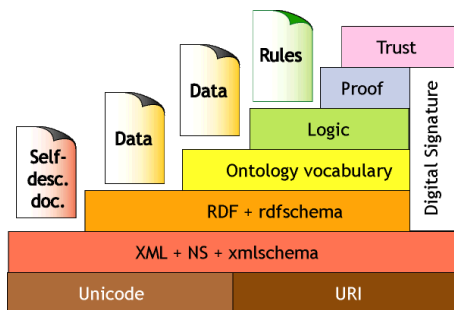 Trust
Rules
Proof
Data
Data
Logic
Digital Signature
Self-
desc.
doc.
Ontology vocabulary
RDF + rdfschema
XML + NS + xmlschema
Unicode
URI